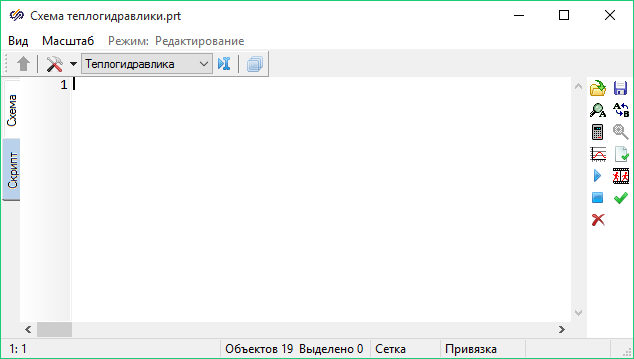 Схема теплогидравлики.prt
Вид Масштаб Режим: Редактирование
Теплогидравлика
1
Схема
Скрипт
1: 1 Объектов 19 Выделено 0 Сетка Привязка